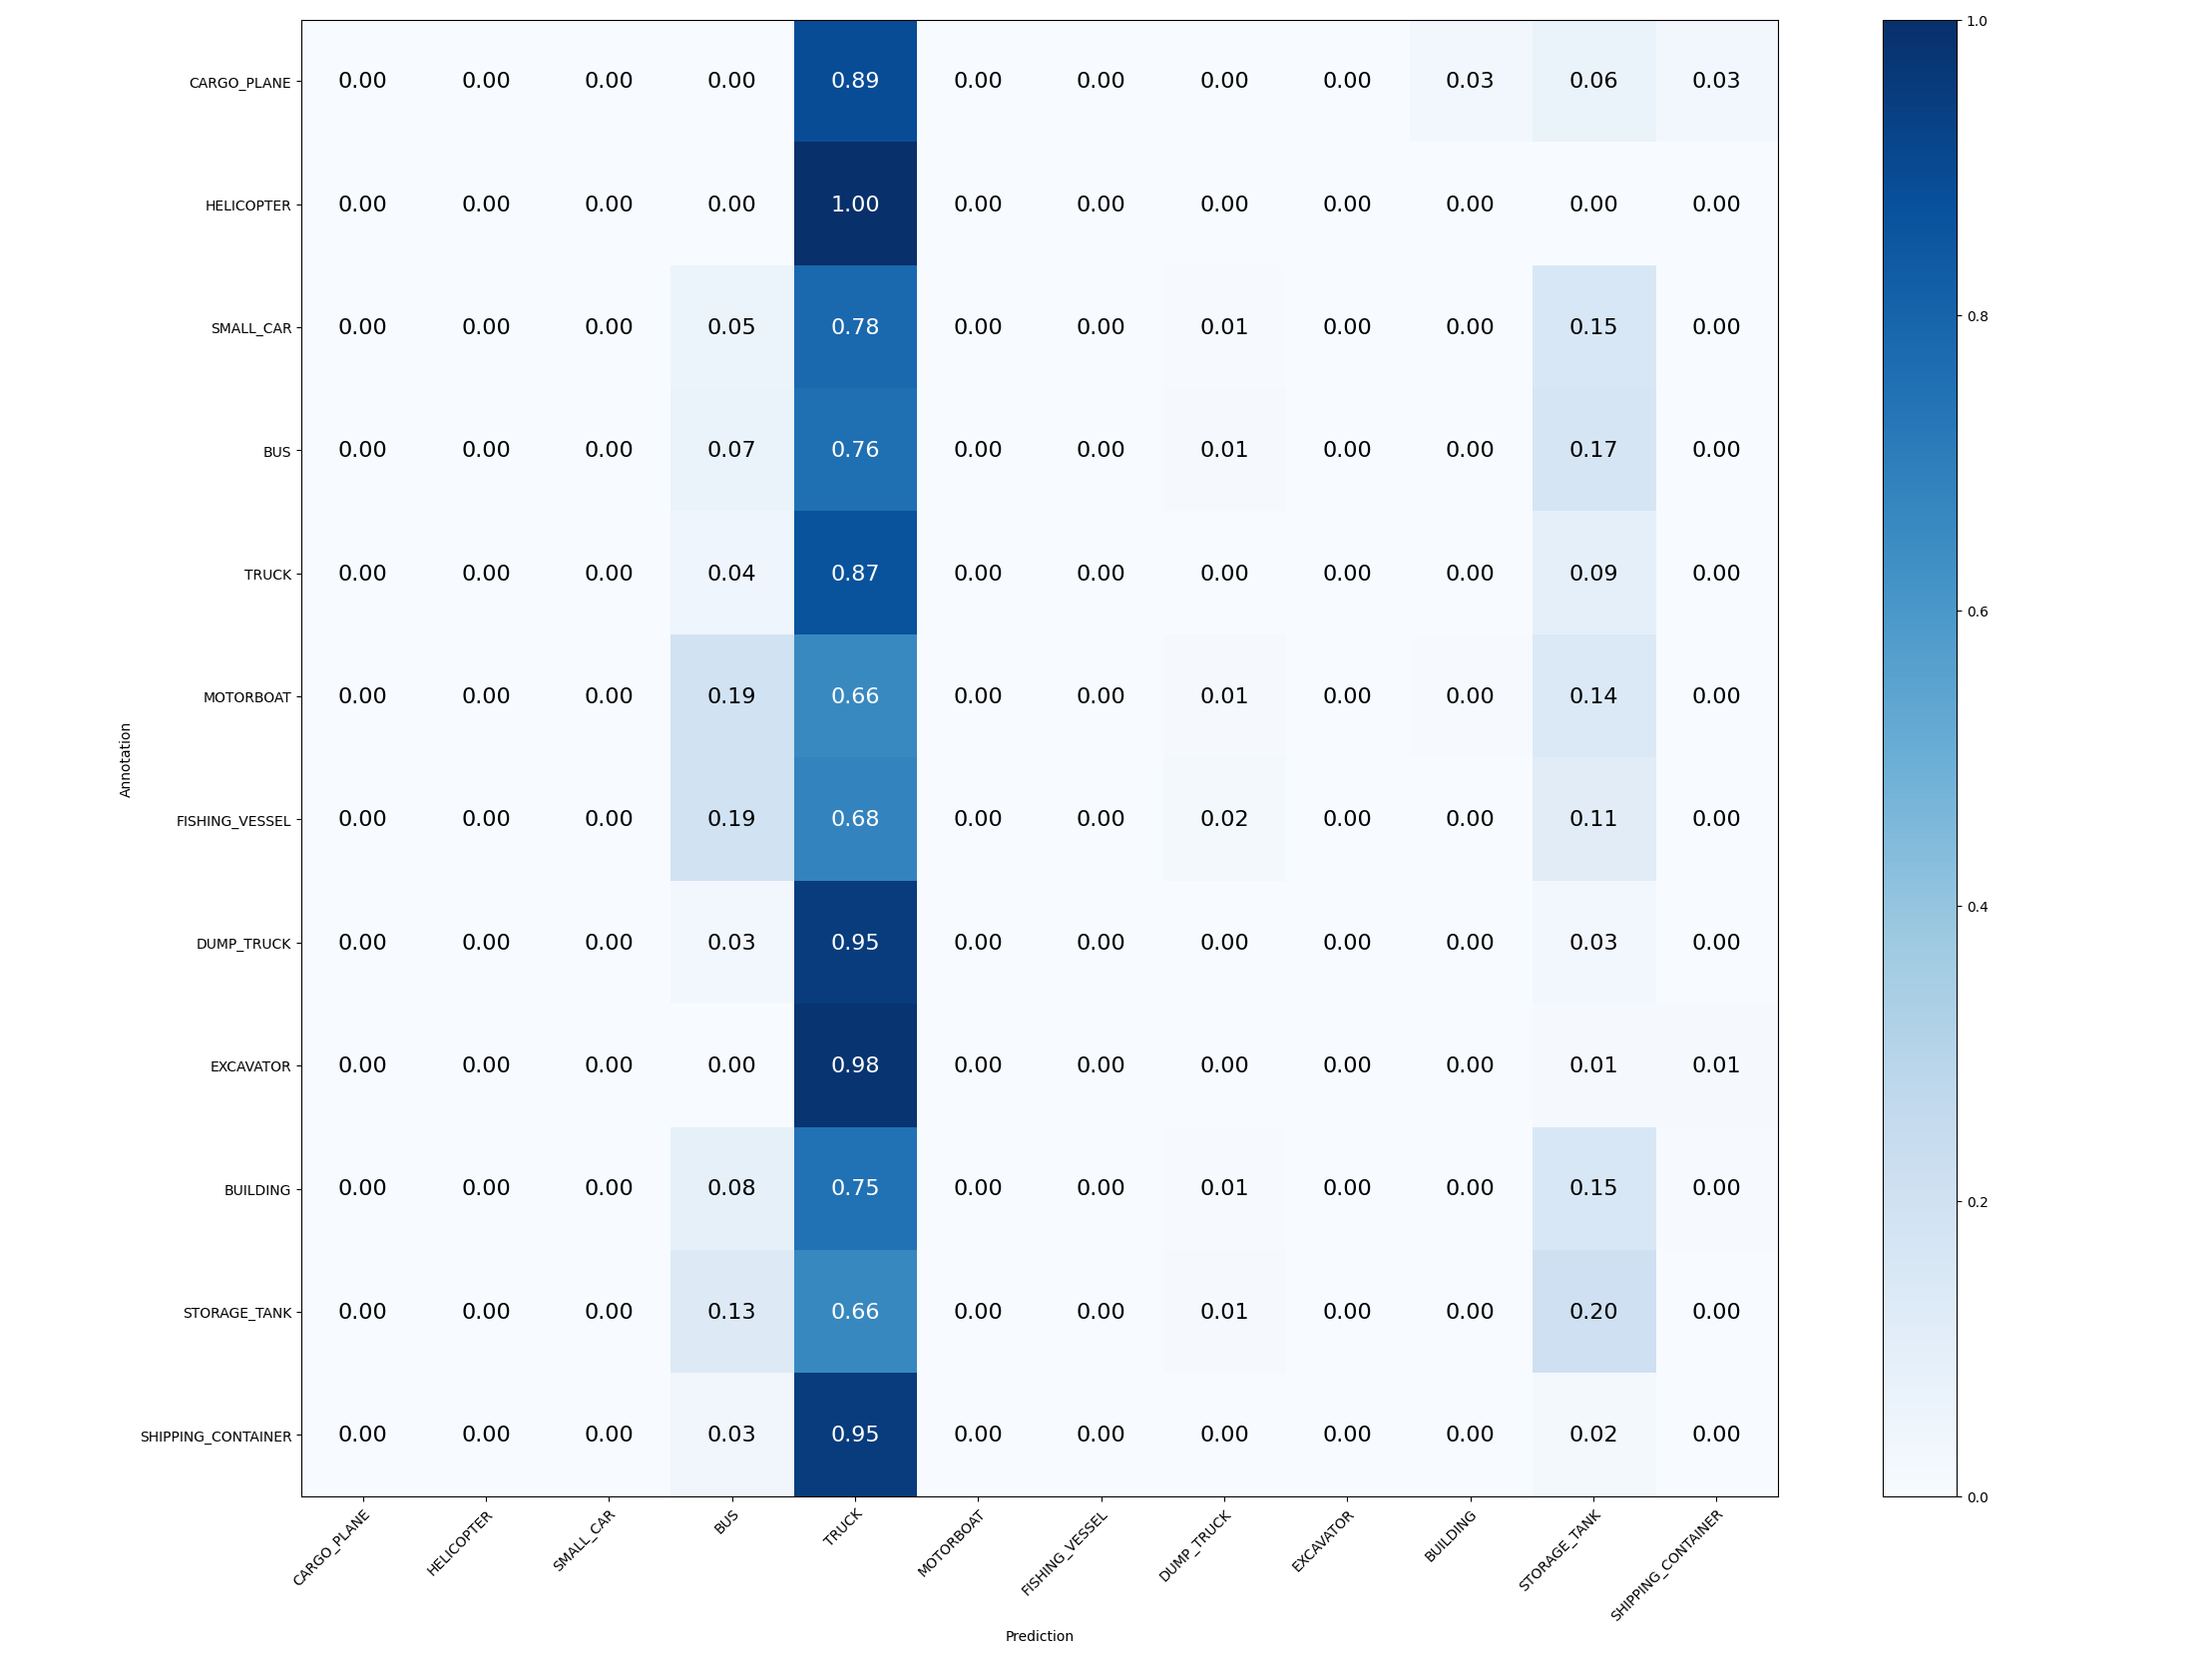 CARGO_PLANE 0.00 0.00 0.00 0.00 0.89 0.00 0.00 0.00 0.00 0.03 0.06 0.03
HELICOPTER 0.00 0.00 0.00 0.00 1.00 0.00 0.00 0.00 0.00 0.00 0.00 0.00
SMALL_CAR 0.00 0.00 0.00 0.05 0.78 0.00 0.00 0.01 0.00 0.00 0.15 0.00
BUS 0.00 0.00 0.00 0.07 0.76 0.00 0.00 0.01 0.00 0.00 0.17 0.00
TRUCK 0.00 0.00 0.00 0.04 0.87 0.00 0.00 0.00 0.00 0.00 0.09 0.00
MOTORBOAT 0.00 0.00 0.00 0.19 0.66 0.00 0.00 0.01 0.00 0.00 0.14 0.00
FISHING_VESSEL 0.00 0.00 0.00 0.19 0.68 0.00 0.00 0.02 0.00 0.00 0.11 0.00
DUMP_TRUCK 0.00 0.00 0.00 0.03 0.95 0.00 0.00 0.00 0.00 0.00 0.03 0.00
EXCAVATOR 0.00 0.00 0.00 0.00 0.98 0.00 0.00 0.00 0.00 0.00 0.01 0.01
BUILDING 0.00 0.00 0.00 0.08 0.75 0.00 0.00 0.01 0.00 0.00 0.15 0.00
STORAGE_TANK 0.00 0.00 0.00 0.13 0.66 0.00 0.00 0.01 0.00 0.00 0.20 0.00
SHIPPING_CONTAINER 0.00 0.00 0.00 0.03 0.95 0.00 0.00 0.00 0.00 0.00 0.02 0.00
Annotation
CARGO_PLANE
HELICOPTER
SMALL_CAR
BUS
TRUCK
MOTORBOAT
FISHING_VESSEL
DUMP_TRUCK
EXCAVATOR
BUILDING
STORAGE_TANK
SHIPPING_CONTAINER
Prediction
1.0
0.8
0.6
0.4
0.2
0.0